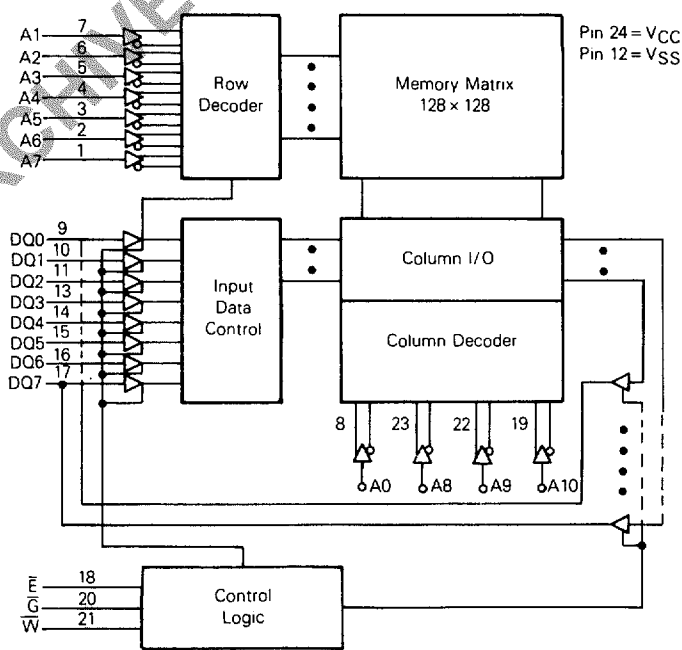 ARCHIVE
A1 7
A2 6
A3 5
A4 4
A5 3
A6 2
A7 1
Row
Decoder
Memory Matrix
128 × 128
Pin 24 = VCC
Pin 12 = VSS
DQ0 9
DQ1 10
DQ2 11
DQ3 13
DQ4 14
DQ5 15
DQ6 16
DQ7 17
Input
Data
Control
Column I/O
Column Decoder
8 23 22 19
A0 A8 A9 A10
E̅ 18
G̅ 20
W̅ 21
Control
Logic